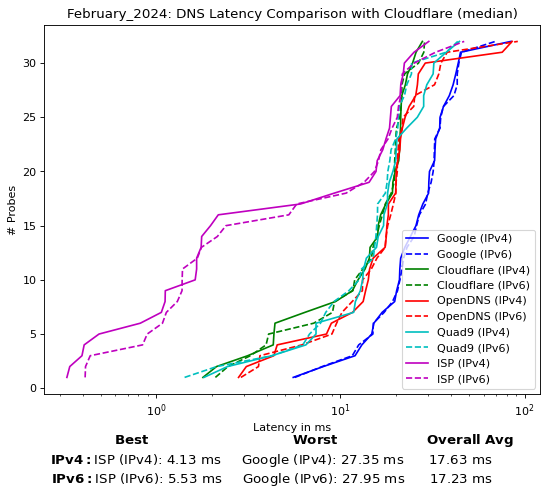 February_2024: DNS Latency Comparison with Cloudflare (median)
# Probes
30
25
20
15
10
5
0
Google (IPv4)
Google (IPv6)
Cloudflare (IPv4)
Cloudflare (IPv6)
OpenDNS (IPv4)
OpenDNS (IPv6)
Quad9 (IPv4)
Quad9 (IPv6)
ISP (IPv4)
ISP (IPv6)
10⁰ 10¹ 10²
Latency in ms
Best Worst Overall Avg
IPv4: ISP (IPv4): 4.13 ms Google (IPv4): 27.35 ms 17.63 ms
IPv6: ISP (IPv6): 5.53 ms Google (IPv6): 27.95 ms 17.23 ms